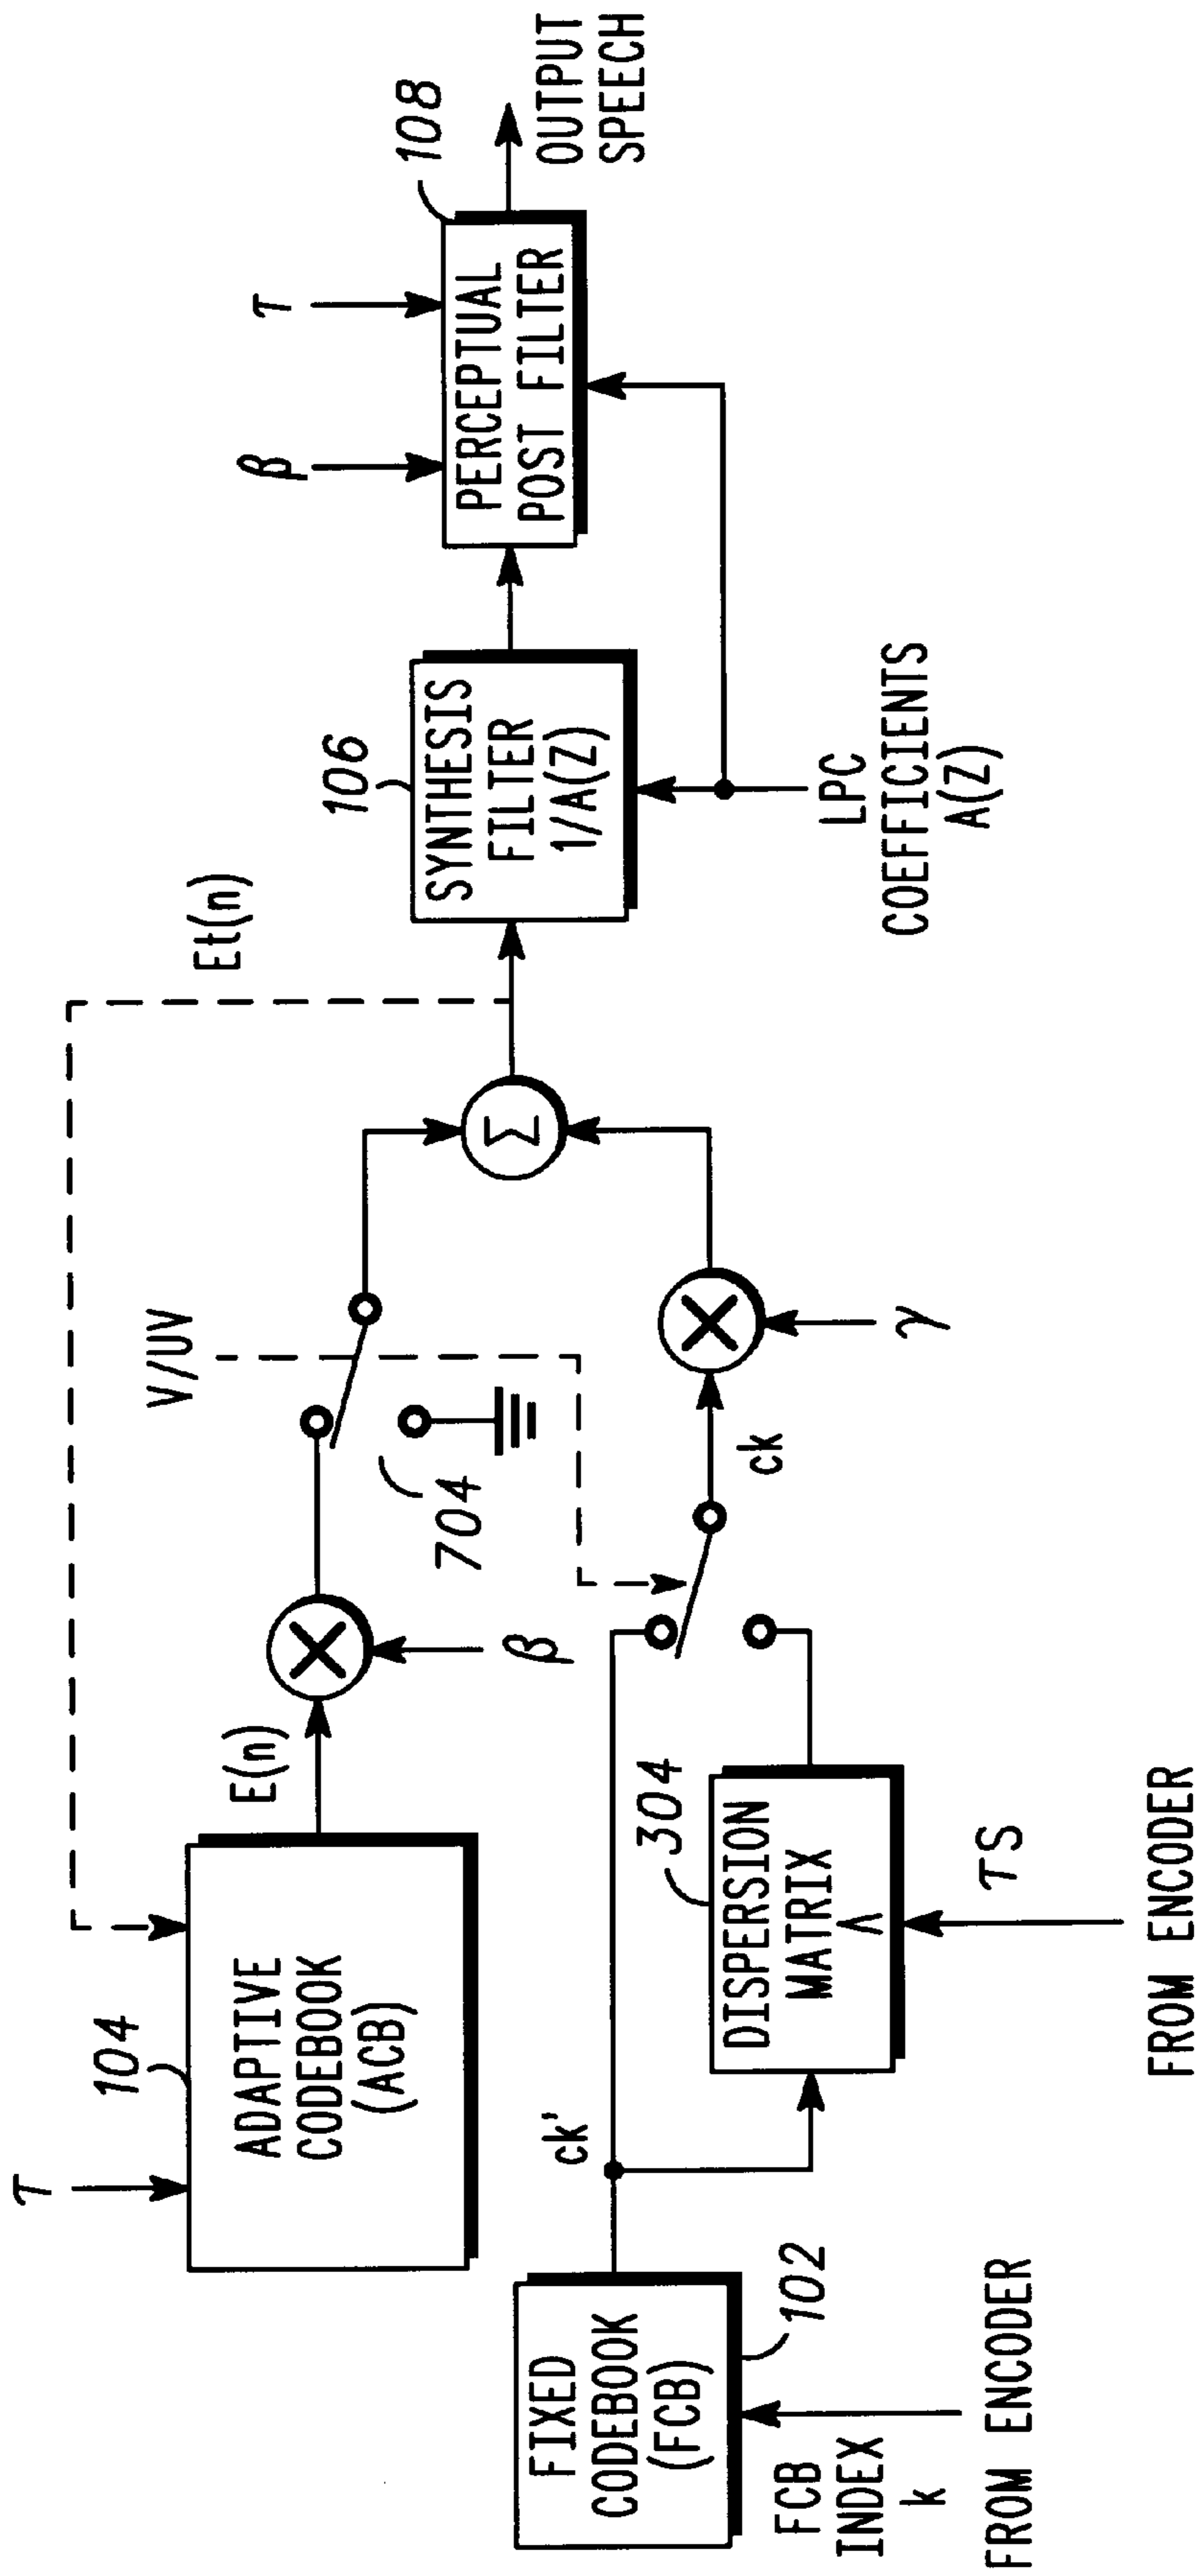 τ
104
ADAPTIVE
CODEBOOK
(ACB)
E(n)
β
704
V/UV
Et(n)
Σ
106
SYNTHESIS
FILTER
1/A(Z)
LPC
COEFFICIENTS
A(Z)
β
τ
108
PERCEPTUAL
POST FILTER
OUTPUT
SPEECH
FIXED
CODEBOOK
(FCB)
102
FCB
INDEX
k
FROM ENCODER
ck'
304
DISPERSION
MATRIX
Λ
τS
FROM ENCODER
ck
γ